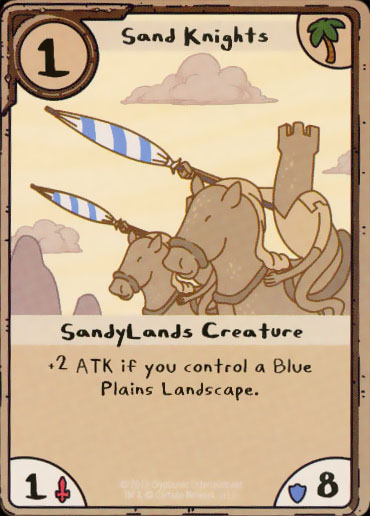 1
Sand Knights
SandyLands Creature
+2 ATK if you control a Blue
Plains Landscape.
1
8